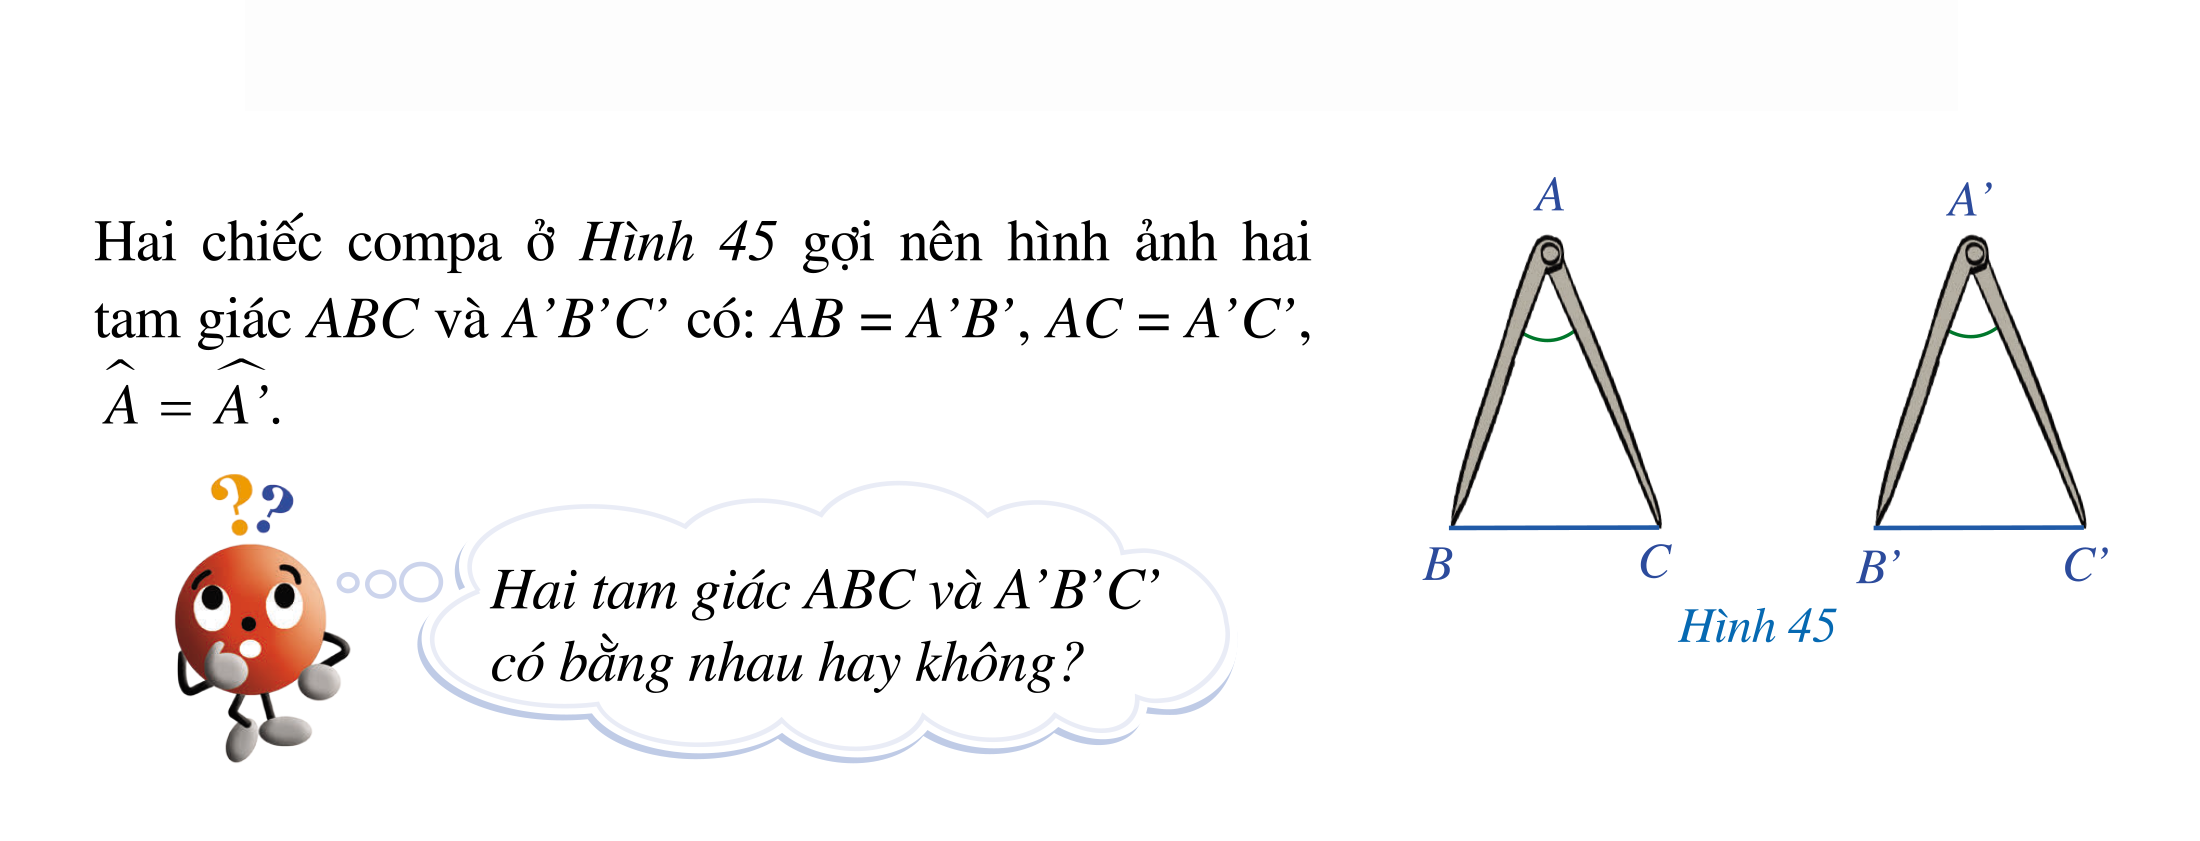 Hai chiếc compa ở Hình 45 gợi nên hình ảnh hai
tam giác ABC và A’B’C’ có: AB = A’B’, AC = A’C’,
Â = A’̂.
??
Hai tam giác ABC và A’B’C’
có bằng nhau hay không?
A
A’
B
C
B’
C’
Hình 45